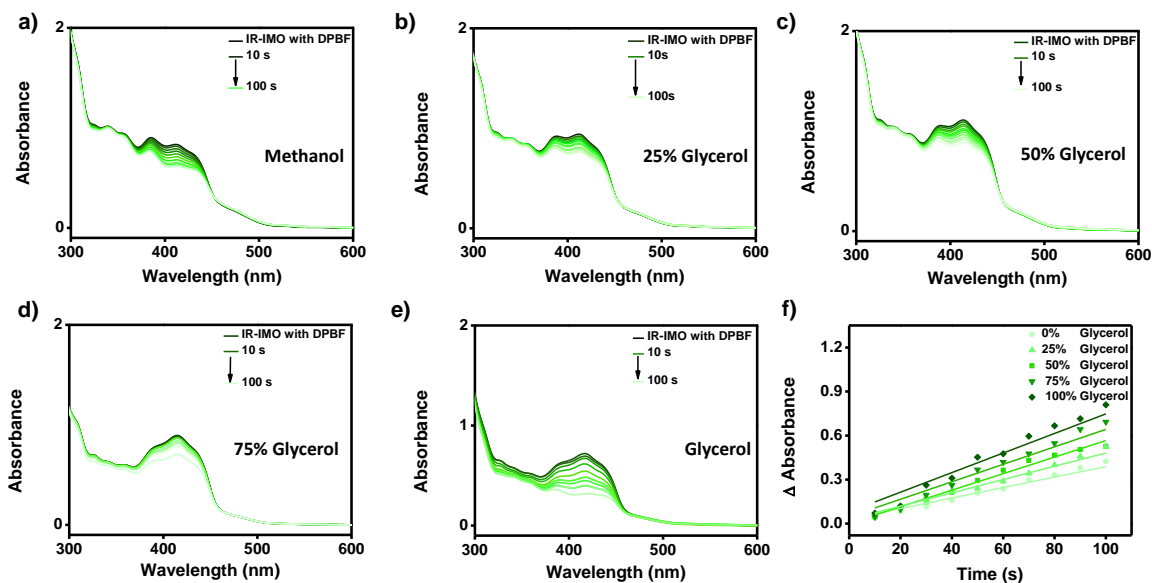 a)
2
IR-IMO with DPBF
10 s
100 s
Absorbance
Methanol
0
300
400
500
600
Wavelength (nm)
b)
2
IR-IMO with DPBF
10s
100s
Absorbance
25% Glycerol
0
300
400
500
600
Wavelength (nm)
c)
2
IR-IMO with DPBF
10 s
100 s
Absorbance
50% Glycerol
0
300
400
500
600
Wavelength (nm)
d)
2
IR-IMO with DPBF
10 s
100 s
1
Absorbance
75% Glycerol
0
300
400
500
600
Wavelength (nm)
e)
2
IR-IMO with DPBF
10 s
100 s
1
Absorbance
Glycerol
0
300
400
500
600
Wavelength (nm)
f)
0% Glycerol
25% Glycerol
50% Glycerol
75% Glycerol
100% Glycerol
1.2
0.9
0.6
0.3
0.0
Δ Absorbance
0
20
40
60
80
100
Time (s)